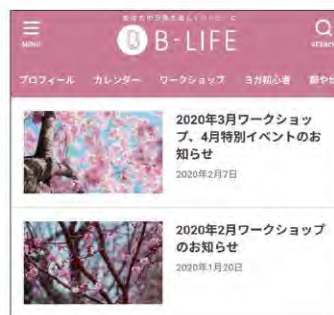 MENU
B-LIFE
プロフィール カレンダー ワークショップ ヨガ初心者
2020年3月ワークショッ
プ、4月特別イベントのお
知らせ
2020年2月7日
2020年2月ワークショップ
のお知らせ
2020年1月20日